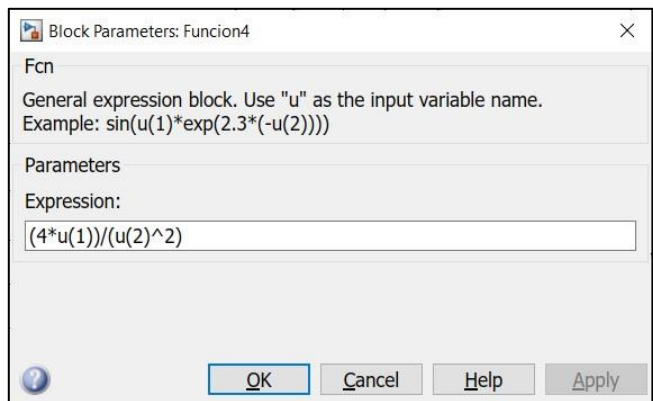 Block Parameters: Funcion4
Fcn
General expression block. Use "u" as the input variable name.
Example: sin(u(1)*exp(2.3*(-u(2))))
Parameters
Expression:
(4*u(1))/(u(2)^2)
OK Cancel Help Apply